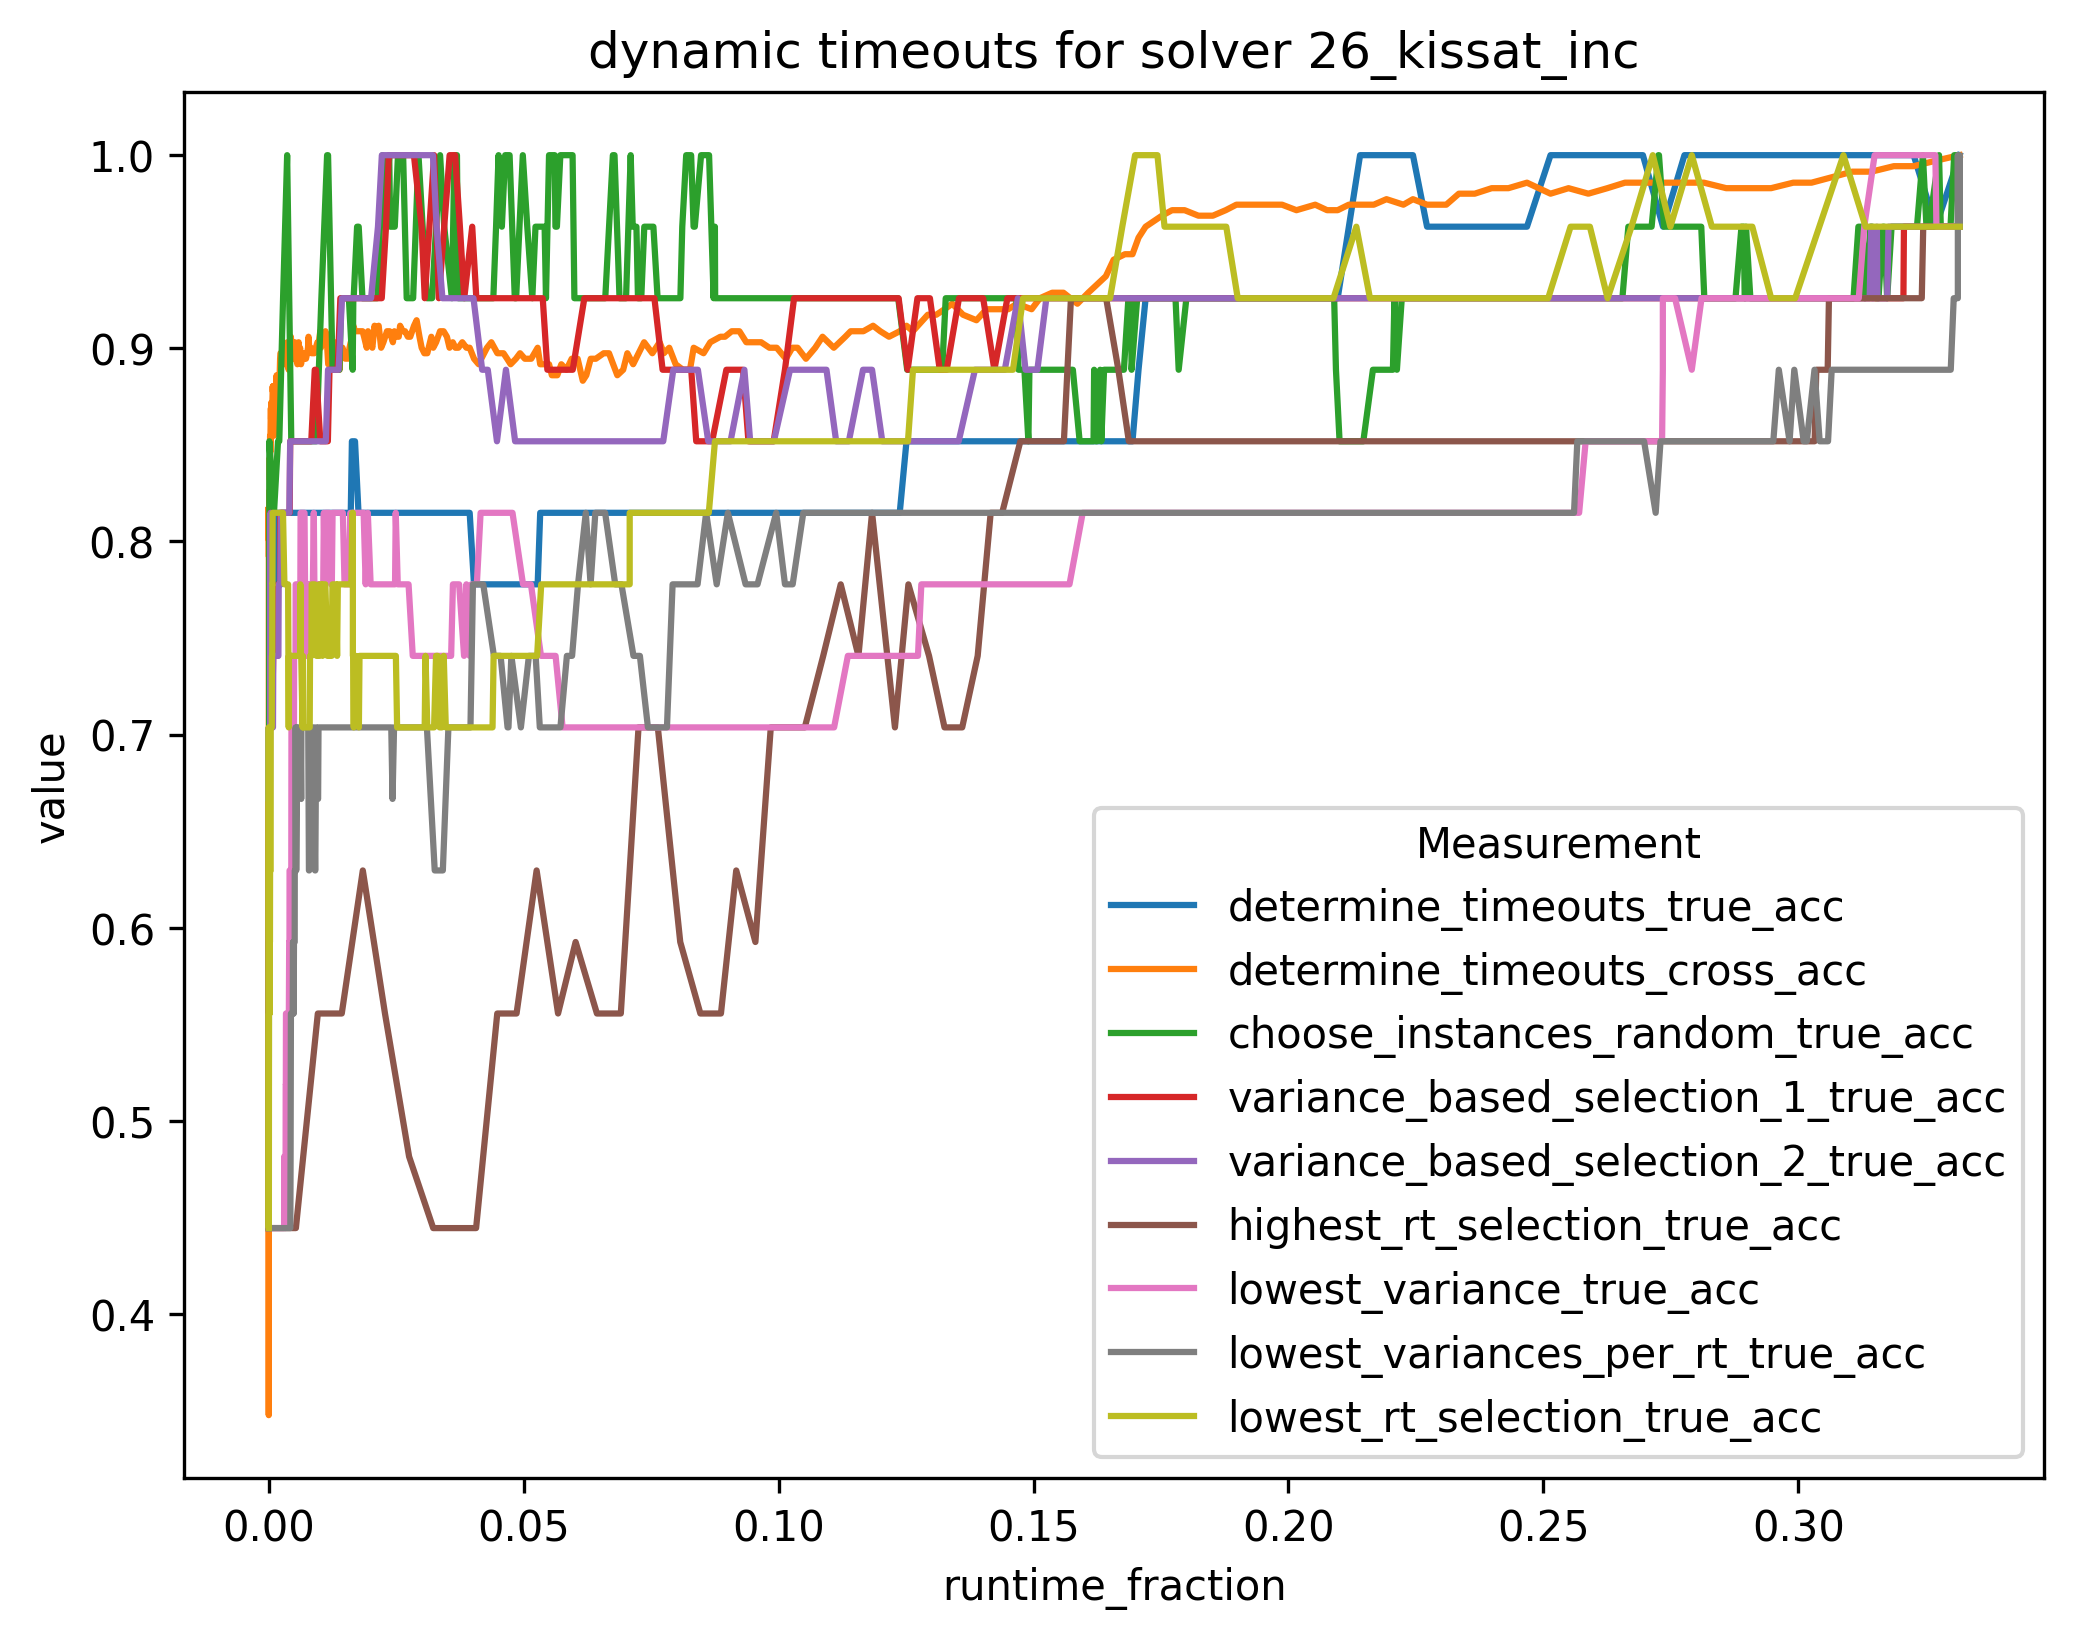 dynamic timeouts for solver 26_kissat_inc
value
1.0
0.9
0.8
0.7
0.6
0.5
0.4
Measurement
determine_timeouts_true_acc
determine_timeouts_cross_acc
choose_instances_random_true_acc
variance_based_selection_1_true_acc
variance_based_selection_2_true_acc
highest_rt_selection_true_acc
lowest_variance_true_acc
lowest_variances_per_rt_true_acc
lowest_rt_selection_true_acc
0.00 0.05 0.10 0.15 0.20 0.25 0.30
runtime_fraction